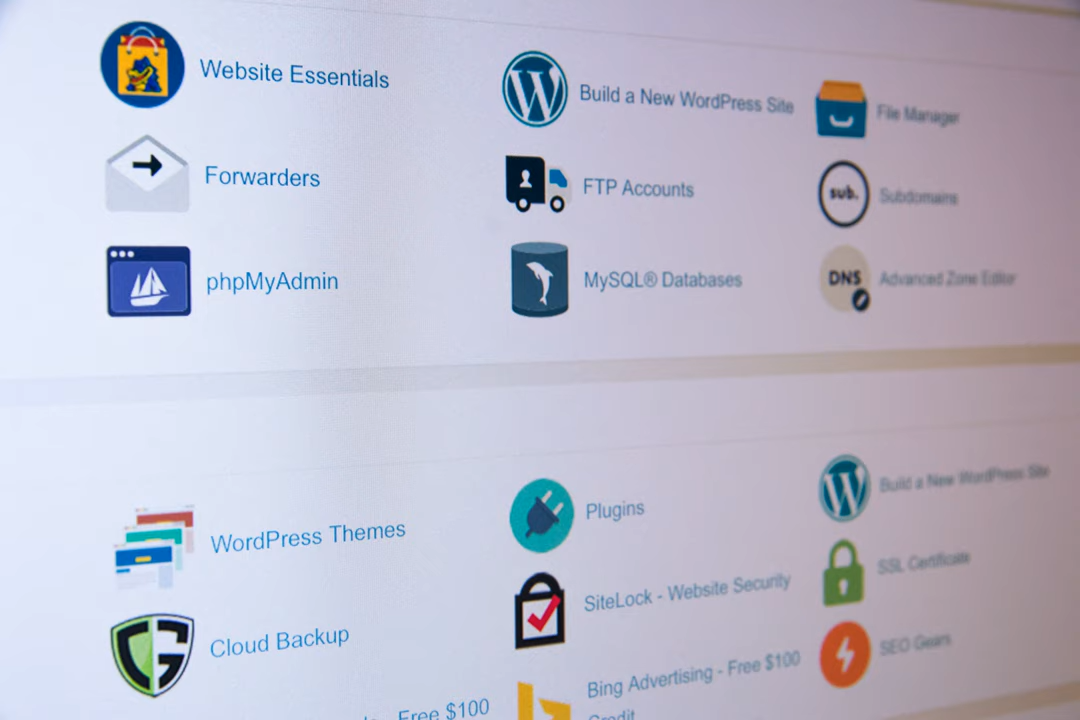 Website Essentials
Build a New WordPress Site
File Manager
Forwarders
FTP Accounts
sub.
Subdomains
phpMyAdmin
MySQL® Databases
DNS
Advanced Zone Editor
WordPress Themes
Plugins
Build a New WordPress Site
Cloud Backup
SiteLock - Website Security
SSL Certificate
Free $100
Bing Advertising - Free $100
Credit
SEO Gears